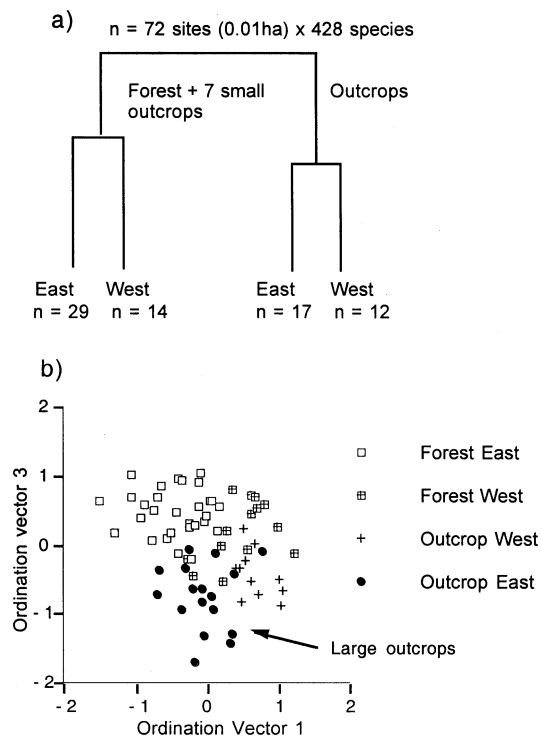 a)
n = 72 sites (0.01ha) x 428 species
Forest + 7 small
outcrops
Outcrops
East West East West
n = 29 n = 14 n = 17 n = 12
b)
2
1
0
- 1
- 2
Ordination vector 3
- 2 - 1 0 1 2
Ordination Vector 1
Forest East
Forest West
Outcrop West
Outcrop East
Large outcrops